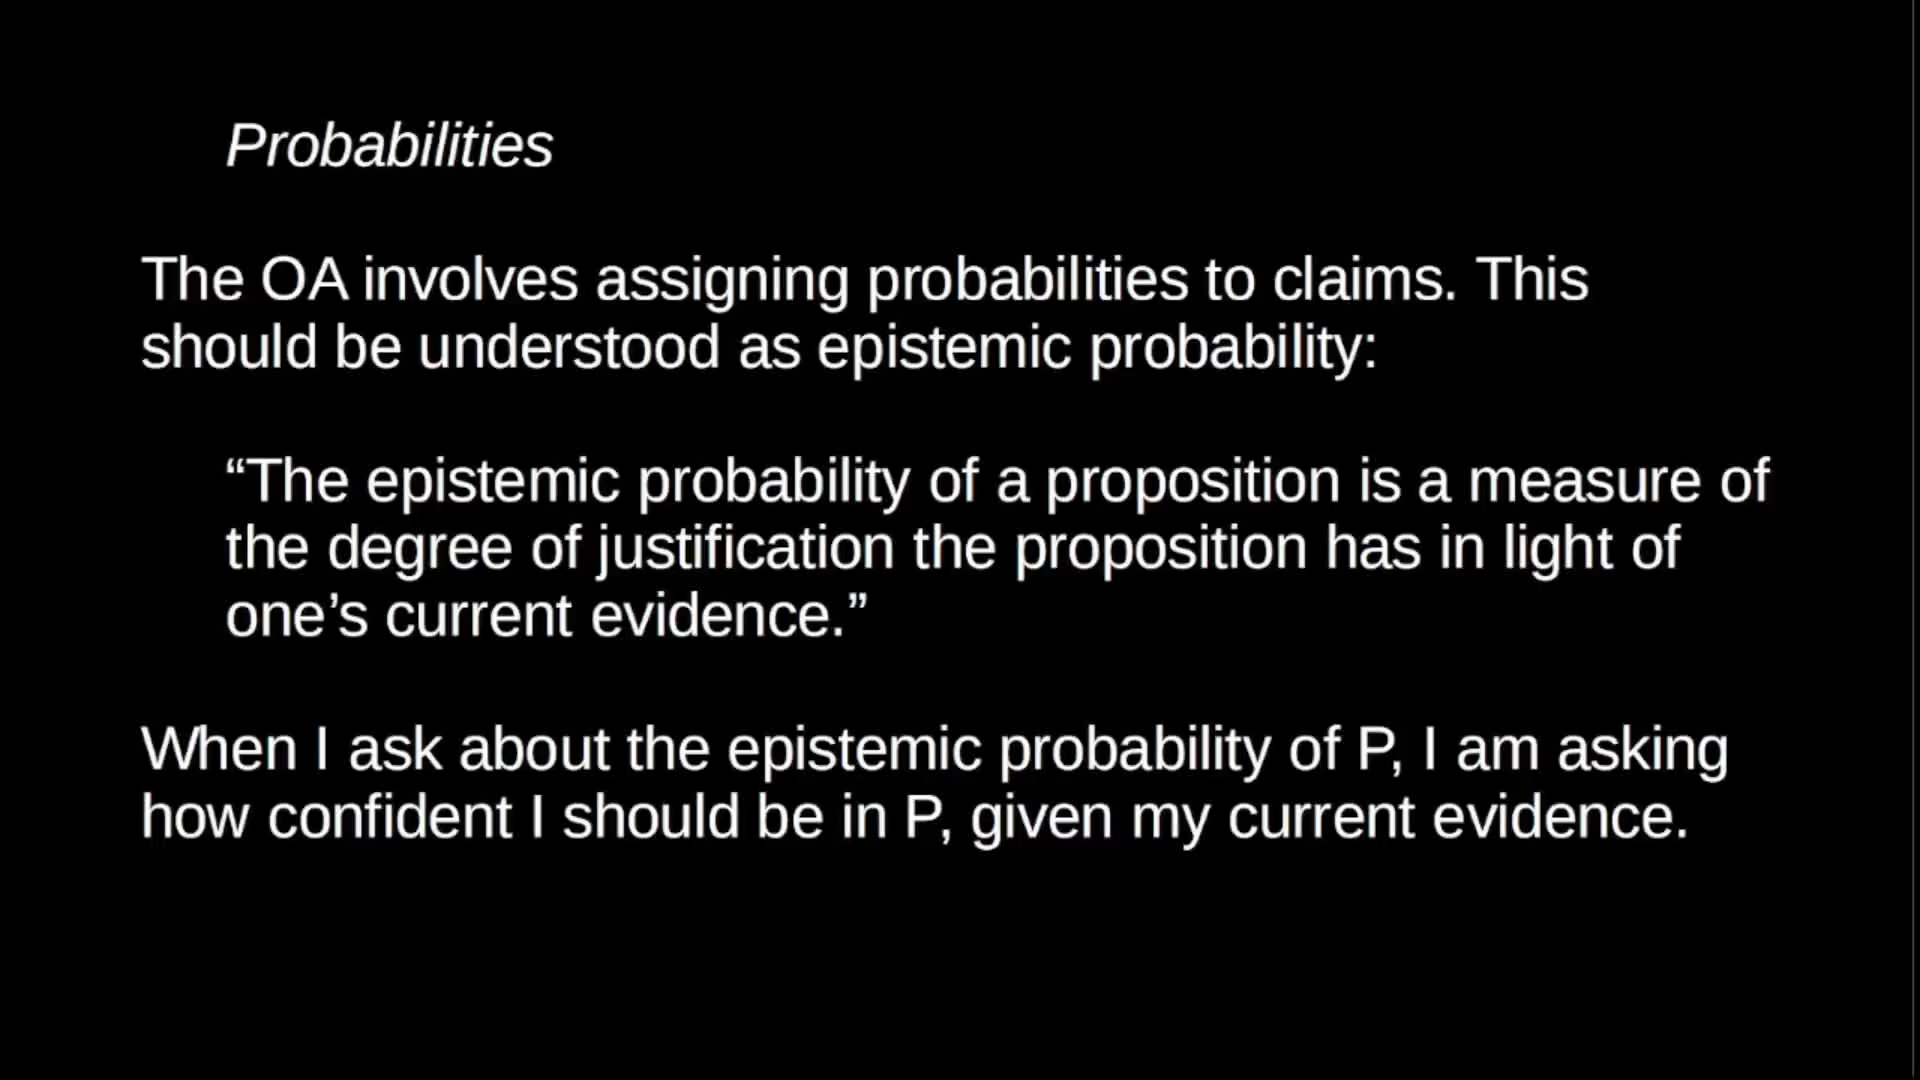 Probabilities
The OA involves assigning probabilities to claims. This
should be understood as epistemic probability:
“The epistemic probability of a proposition is a measure of
the degree of justification the proposition has in light of
one’s current evidence.”
When I ask about the epistemic probability of P, I am asking
how confident I should be in P, given my current evidence.